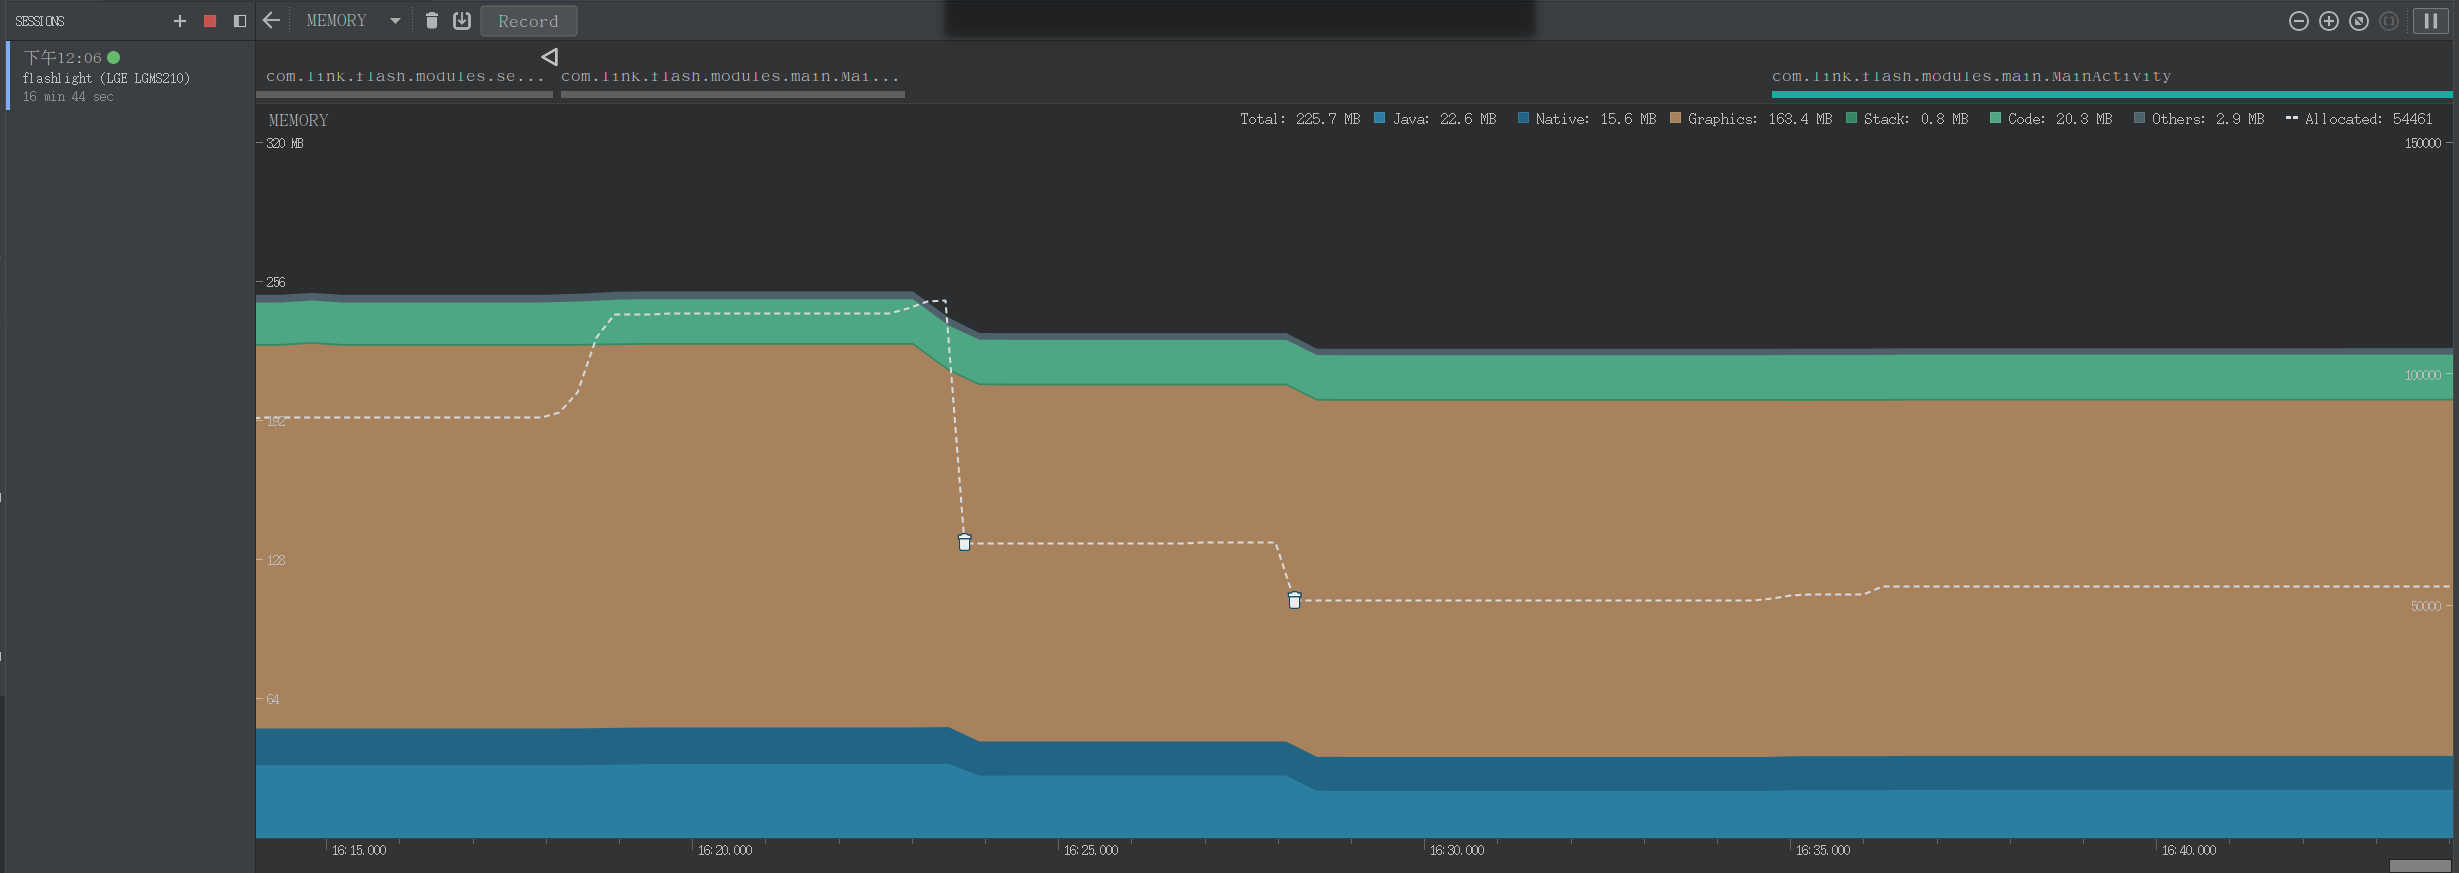 SESSIONS
MEMORY
Record
下午12:06
flashlight (LGE LGMS210)
16 min 44 sec
com.link.flash.modules.se...
com.link.flash.modules.main.Mai...
com.link.flash.modules.main.MainActivity
MEMORY
Total: 225.7 MB
Java: 22.6 MB
Native: 15.6 MB
Graphics: 163.4 MB
Stack: 0.8 MB
Code: 20.3 MB
Others: 2.9 MB
Allocated: 54461
320 MB
150000
256
100000
192
128
50000
64
16:15.000
16:20.000
16:25.000
16:30.000
16:35.000
16:40.000